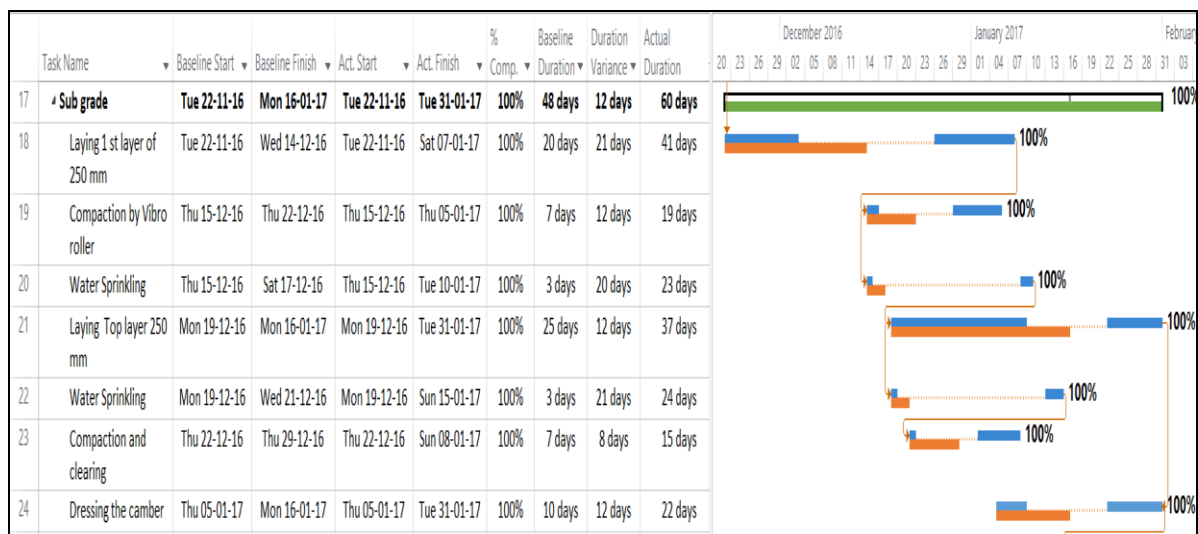 December 2016 January 2017 Februar
% Baseline Duration Actual
Task Name Baseline Start Baseline Finish Act. Start Act. Finish Comp. Duration Variance Duration
20 23 26 29 02 05 08 11 14 17 20 23 26 29 01 04 07 10 13 16 19 22 25 28 31 03
17 Sub grade Tue 22-11-16 Mon 16-01-17 Tue 22-11-16 Tue 31-01-17 100% 48 days 12 days 60 days 100%
18 Laying 1 st layer of Tue 22-11-16 Wed 14-12-16 Tue 22-11-16 Sat 07-01-17 100% 20 days 21 days 41 days 100%
250 mm
19 Compaction by Vibro Thu 15-12-16 Thu 22-12-16 Thu 15-12-16 Thu 05-01-17 100% 7 days 12 days 19 days 100%
roller
20 Water Sprinkling Thu 15-12-16 Sat 17-12-16 Thu 15-12-16 Tue 10-01-17 100% 3 days 20 days 23 days 100%
21 Laying Top layer 250 Mon 19-12-16 Mon 16-01-17 Mon 19-12-16 Tue 31-01-17 100% 25 days 12 days 37 days 100%
mm
22 Water Sprinkling Mon 19-12-16 Wed 21-12-16 Mon 19-12-16 Sun 15-01-17 100% 3 days 21 days 24 days 100%
23 Compaction and Thu 22-12-16 Thu 29-12-16 Thu 22-12-16 Sun 08-01-17 100% 7 days 8 days 15 days 100%
clearing
24 Dressing the camber Thu 05-01-17 Mon 16-01-17 Thu 05-01-17 Tue 31-01-17 100% 10 days 12 days 22 days 100%